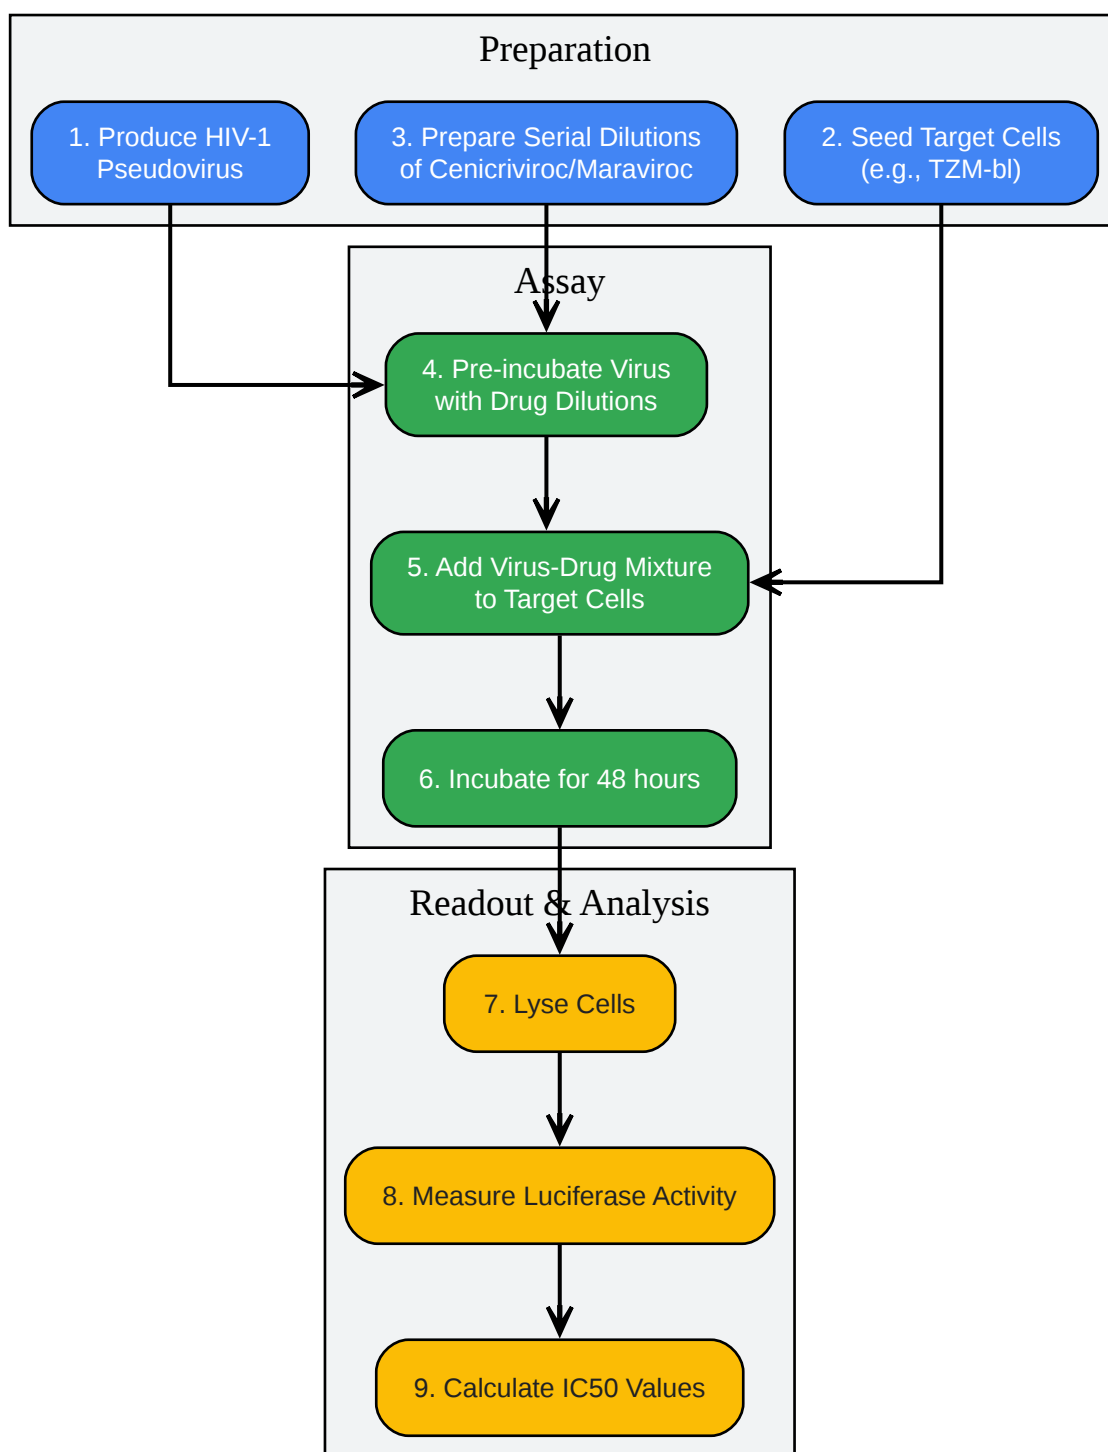 Preparation
1. Produce HIV-1
Pseudovirus
3. Prepare Serial Dilutions
of Cenicriviroc/Maraviroc
2. Seed Target Cells
(e.g., TZM-bl)
Assay
4. Pre-incubate Virus
with Drug Dilutions
5. Add Virus-Drug Mixture
to Target Cells
6. Incubate for 48 hours
Readout & Analysis
7. Lyse Cells
8. Measure Luciferase Activity
9. Calculate IC50 Values